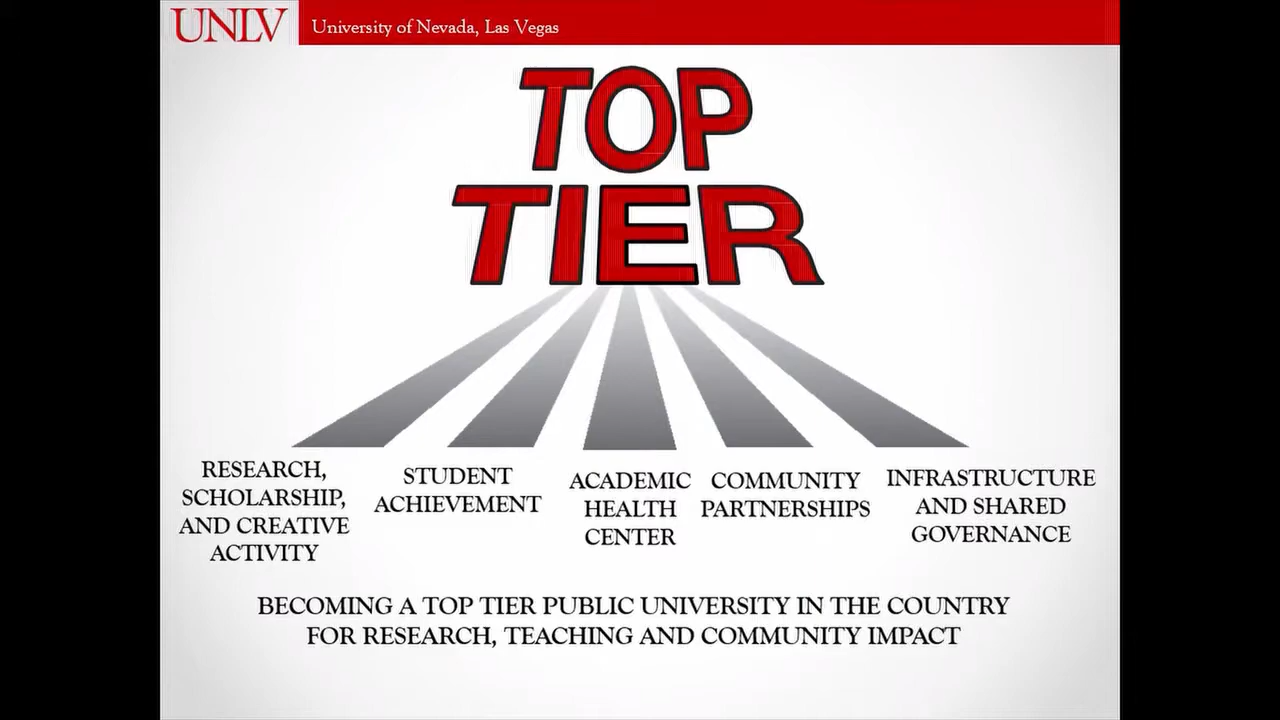 UNLV
University of Nevada, Las Vegas
TOP
TIER
RESEARCH,
SCHOLARSHIP,
AND CREATIVE
ACTIVITY
STUDENT
ACHIEVEMENT
ACADEMIC
HEALTH
CENTER
COMMUNITY
PARTNERSHIPS
INFRASTRUCTURE
AND SHARED
GOVERNANCE
BECOMING A TOP TIER PUBLIC UNIVERSITY IN THE COUNTRY
FOR RESEARCH, TEACHING AND COMMUNITY IMPACT